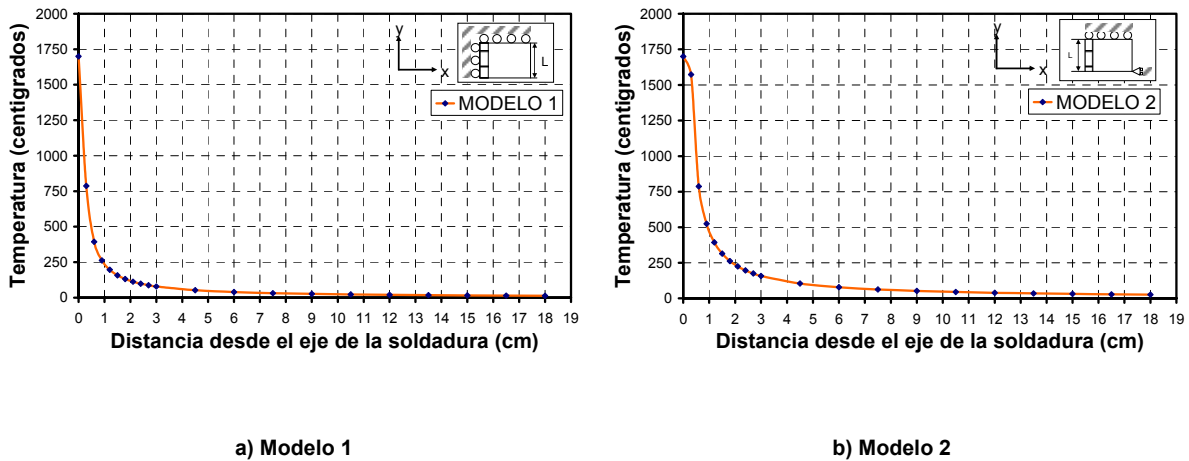 Temperatura (centigrados)
2000
1750
1500
1250
1000
750
500
250
0
y
x
L
MODELO 1
0 1 2 3 4 5 6 7 8 9 10 11 12 13 14 15 16 17 18 19
Distancia desde el eje de la soldadura (cm)
a) Modelo 1
Temperatura (centigrados)
2000
1750
1500
1250
1000
750
500
250
0
y
x
L
MODELO 2
0 1 2 3 4 5 6 7 8 9 10 11 12 13 14 15 16 17 18 19
Distancia desde el eje de la soldadura (cm)
b) Modelo 2